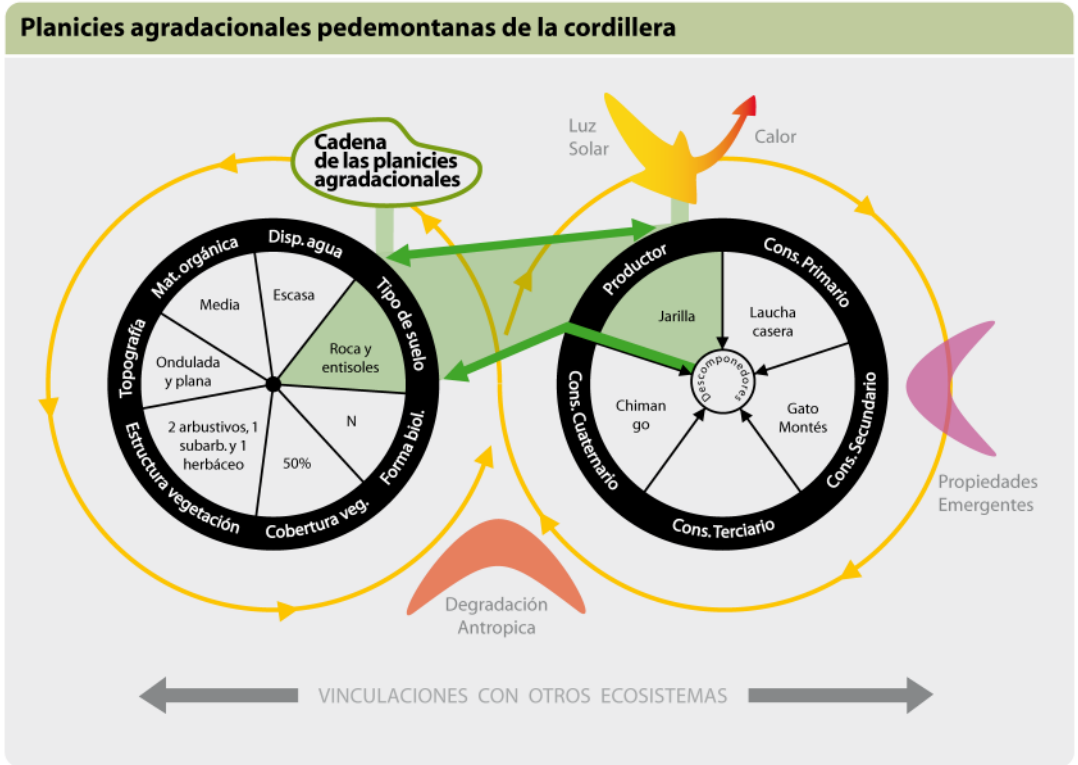 Planicies agradacionales pedemontanas de la cordillera
Cadena
de las planicies
agradacionales
Luz
Solar
Calor
Disp. agua
Tipo de suelo
Forma biol.
Cobertura veg.
Estructura vegetación
Topografía
Mat. orgánica
Escasa
Roca y
entisoles
N
50%
2 arbustivos, 1
subarb. y 1
herbáceo
Ondulada
y plana
Media
Productor
Cons. Primario
Cons. Secundario
Cons. Terciario
Cons. Cuaternario
Jarilla
Laucha
casera
Gato
Montés
Chiman
go
Descomponedores
Propiedades
Emergentes
Degradación
Antropica
VINCULACIONES CON OTROS ECOSISTEMAS